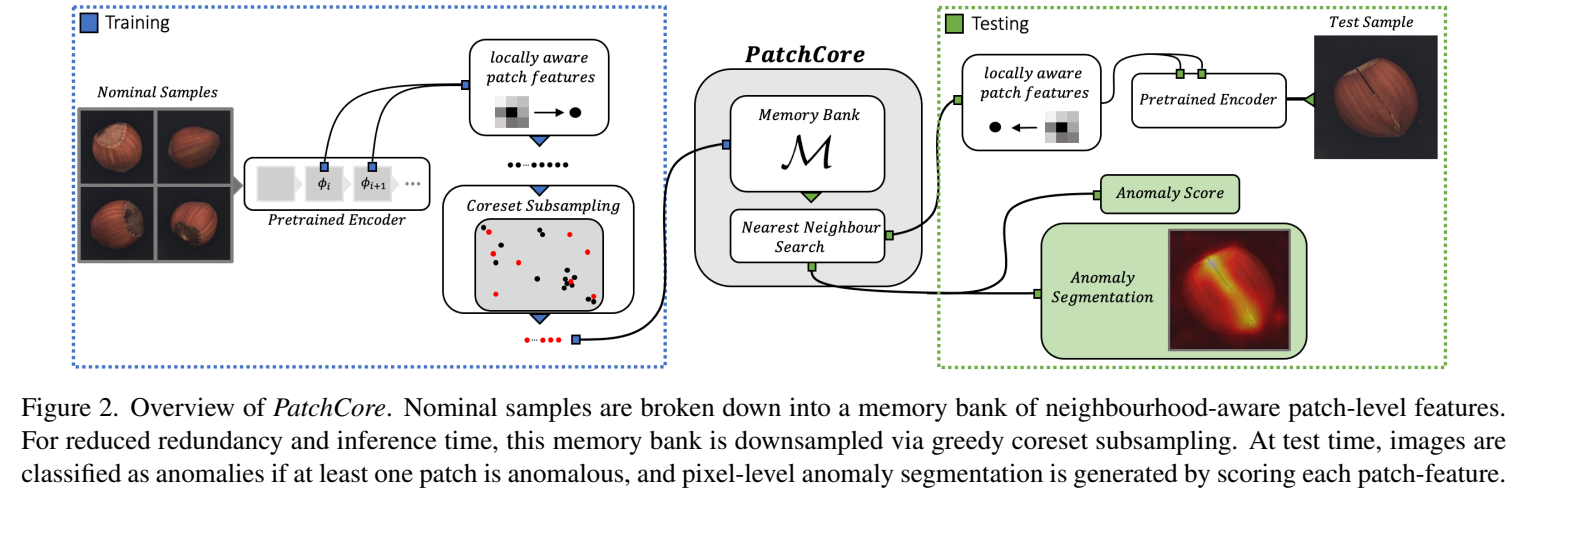 Training
Nominal Samples
ϕi
ϕi+1
...
Pretrained Encoder
locally aware
patch features
Coreset Subsampling
PatchCore
Memory Bank
ℳ
Nearest Neighbour
Search
Testing
locally aware
patch features
Pretrained Encoder
Test Sample
Anomaly Score
Anomaly
Segmentation
Figure 2. Overview of PatchCore. Nominal samples are broken down into a memory bank of neighbourhood-aware patch-level features.
For reduced redundancy and inference time, this memory bank is downsampled via greedy coreset subsampling. At test time, images are
classified as anomalies if at least one patch is anomalous, and pixel-level anomaly segmentation is generated by scoring each patch-feature.